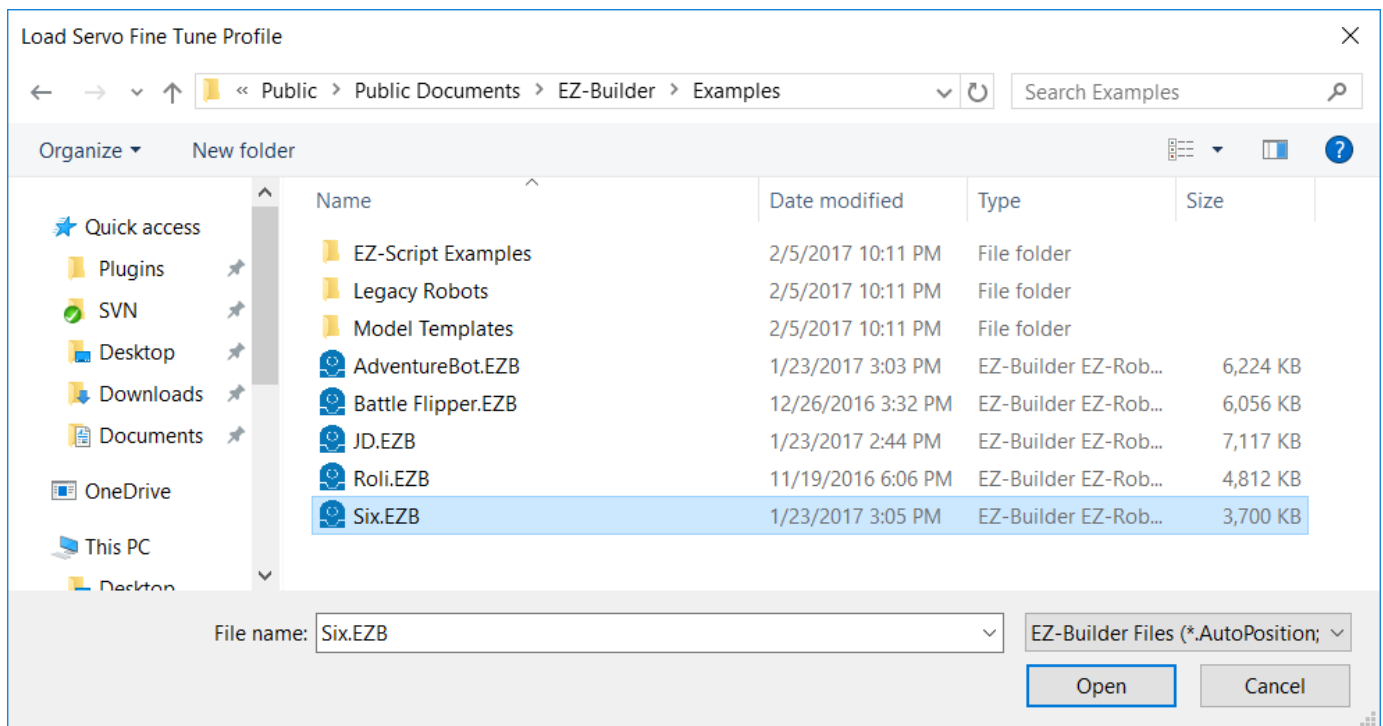 Load Servo Fine Tune Profile
« Public > Public Documents > EZ-Builder > Examples
Search Examples
Organize
New folder
Name
Date modified
Type
Size
Quick access
Plugins
SVN
Desktop
Downloads
Documents
OneDrive
This PC
Desktop
EZ-Script Examples 2/5/2017 10:11 PM File folder
Legacy Robots 2/5/2017 10:11 PM File folder
Model Templates 2/5/2017 10:11 PM File folder
AdventureBot.EZB 1/23/2017 3:03 PM EZ-Builder EZ-Rob... 6,224 KB
Battle Flipper.EZB 12/26/2016 3:32 PM EZ-Builder EZ-Rob... 6,056 KB
JD.EZB 1/23/2017 2:44 PM EZ-Builder EZ-Rob... 7,117 KB
Roli.EZB 11/19/2016 6:06 PM EZ-Builder EZ-Rob... 4,812 KB
Six.EZB 1/23/2017 3:05 PM EZ-Builder EZ-Rob... 3,700 KB
File name: Six.EZB
EZ-Builder Files (*.AutoPosition;
Open
Cancel